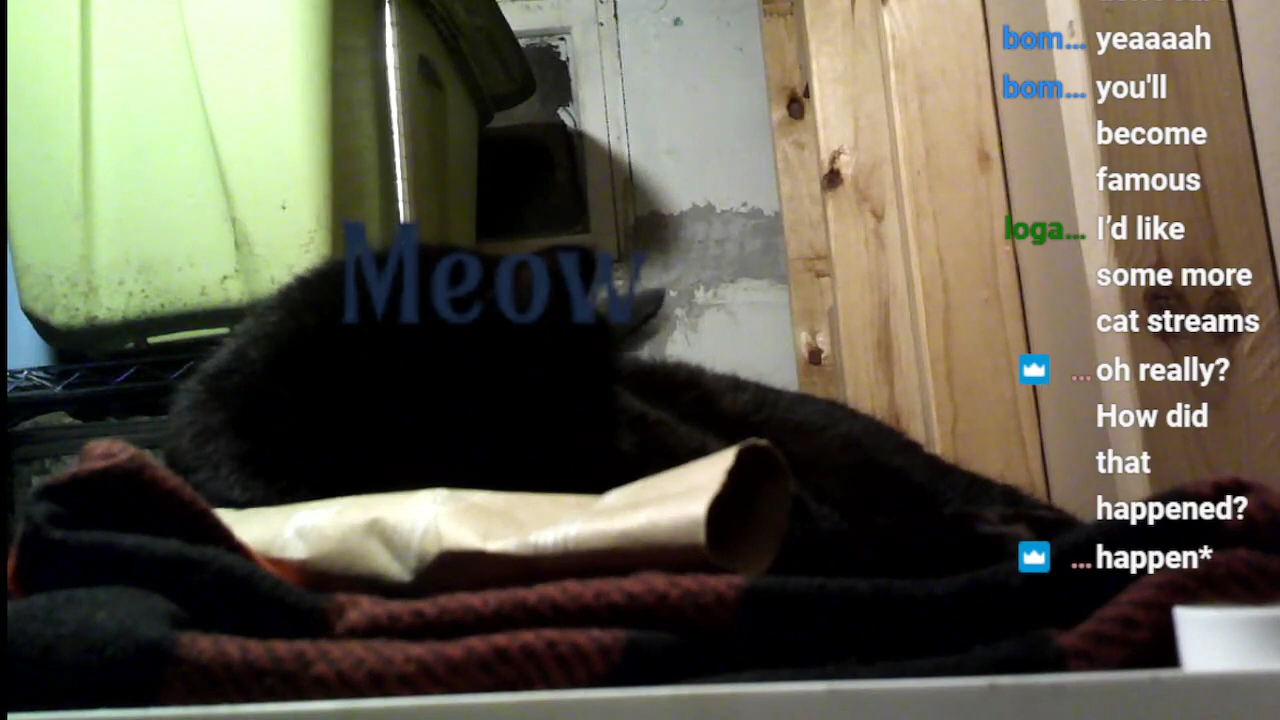 bom... yeaaaah
bom... you'll
become
famous
loga... I'd like
some more
cat streams
... oh really?
How did
that
happened?
... happen*
Meow